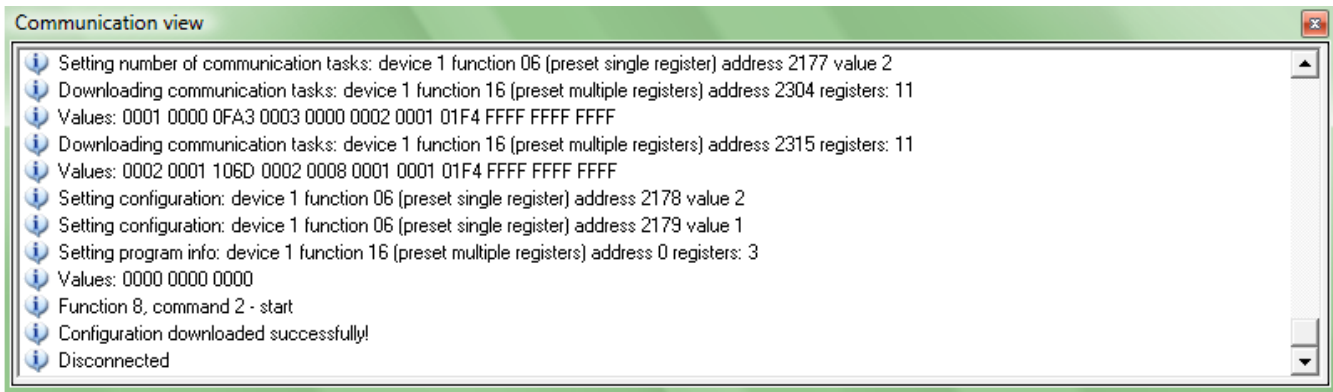 Communication view
Setting number of communication tasks: device 1 function 06 (preset single register) address 2177 value 2
Downloading communication tasks: device 1 function 16 (preset multiple registers) address 2304 registers: 11
Values: 0001 0000 0FA3 0003 0000 0002 0001 01F4 FFFF FFFF FFFF
Downloading communication tasks: device 1 function 16 (preset multiple registers) address 2315 registers: 11
Values: 0002 0001 106D 0002 0008 0001 0001 01F4 FFFF FFFF FFFF
Setting configuration: device 1 function 06 (preset single register) address 2178 value 2
Setting configuration: device 1 function 06 (preset single register) address 2179 value 1
Setting program info: device 1 function 16 (preset multiple registers) address 0 registers: 3
Values: 0000 0000 0000
Function 8, command 2 - start
Configuration downloaded successfully!
Disconnected